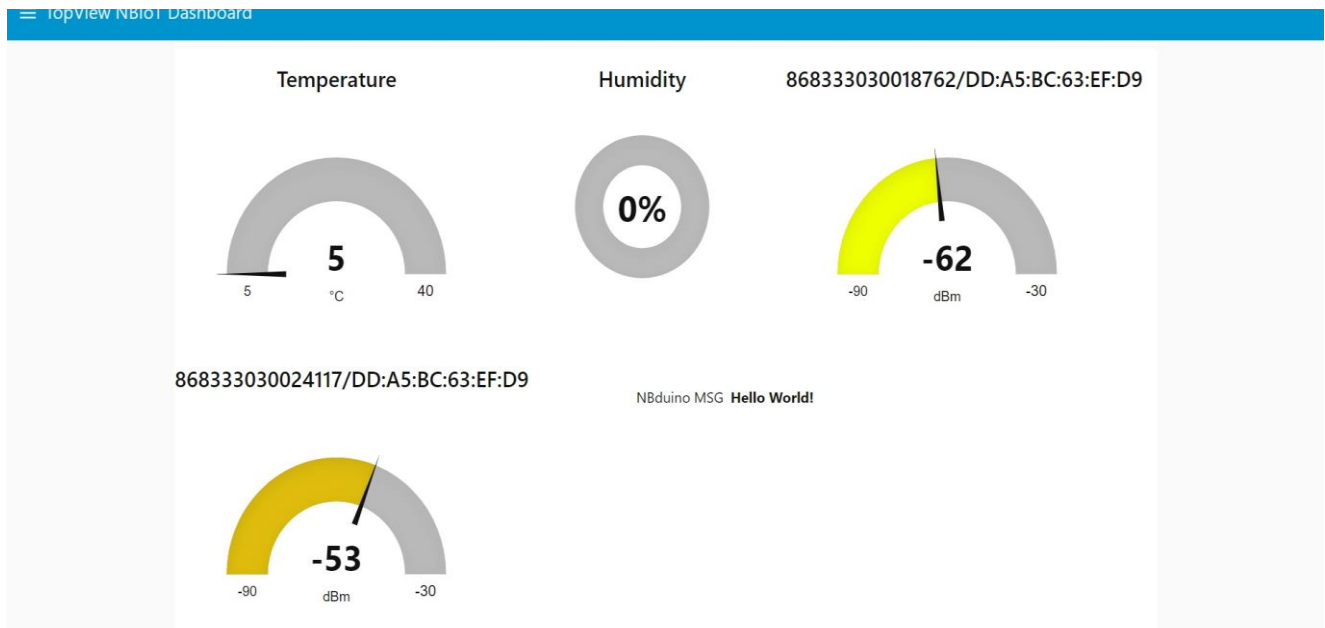 TopView NBIoT Dashboard
Temperature
Humidity
868333030018762/DD:A5:BC:63:EF:D9
5
°C
5
40
0%
-62
dBm
-90
-30
868333030024117/DD:A5:BC:63:EF:D9
NBduino MSG Hello World!
-53
dBm
-90
-30